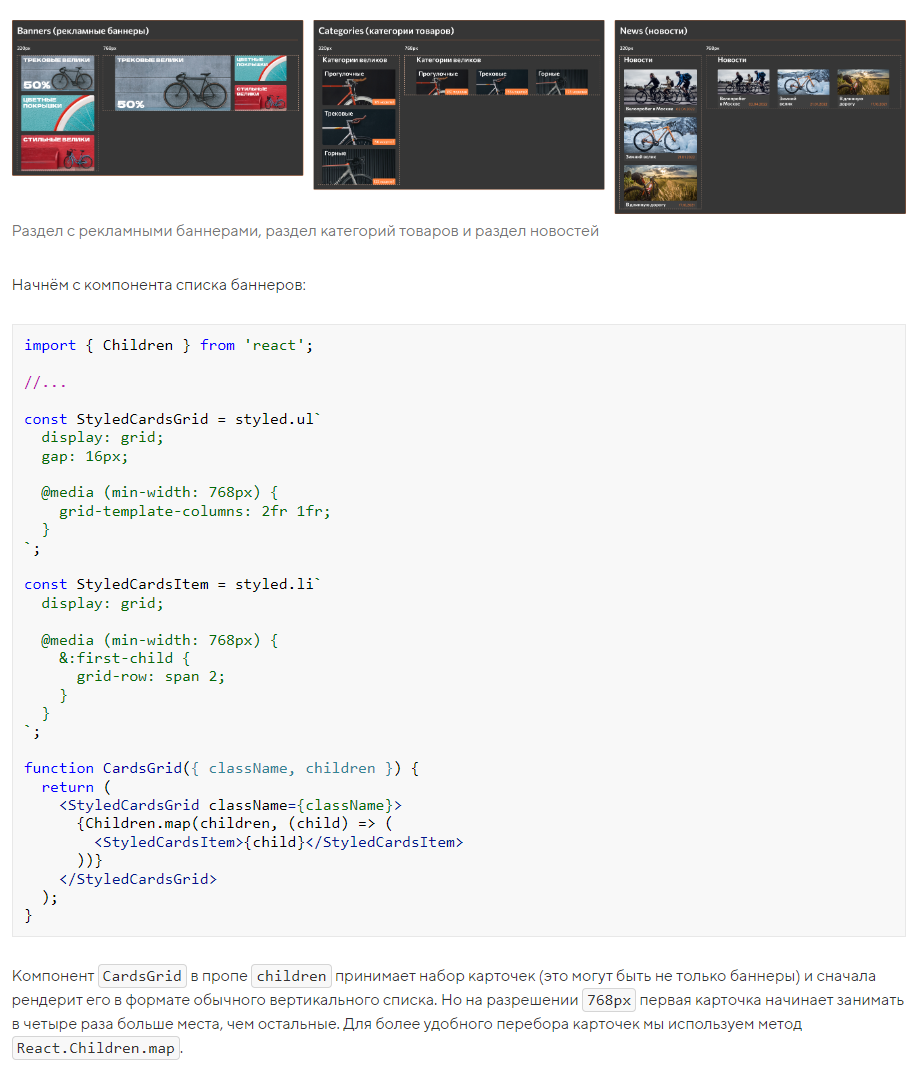 Banners (рекламные баннеры)
320px 768px
ТРЕКОВЫЕ ВЕЛИКИ
50%
ЦВЕТНЫЕ ПОКРЫШКИ
СТИЛЬНЫЕ ВЕЛИКИ
ТРЕКОВЫЕ ВЕЛИКИ
50%
ЦВЕТНЫЕ ПОКРЫШКИ
СТИЛЬНЫЕ ВЕЛИКИ
Categories (категории товаров)
320px 768px
Категории великов
Прогулочные
Трековые
Горные
Категории великов
Прогулочные Трековые Горные
News (новости)
320px 768px
Новости
Велопробег в Москве
Зимний велик
В длинную дорогу
Новости
Велопробег в Москве
Зимний велик
В длинную дорогу
Раздел с рекламными баннерами, раздел категорий товаров и раздел новостей
Начнём с компонента списка баннеров:
import { Children } from 'react';
//...
const StyledCardsGrid = styled.ul`
display: grid;
gap: 16px;
@media (min-width: 768px) {
grid-template-columns: 2fr 1fr;
}
`;
const StyledCardsItem = styled.li`
display: grid;
@media (min-width: 768px) {
&:first-child {
grid-row: span 2;
}
}
`;
function CardsGrid({ className, children }) {
return (
<StyledCardsGrid className={className}>
{Children.map(children, (child) => (
<StyledCardsItem>{child}</StyledCardsItem>
))}
</StyledCardsGrid>
);
}
Компонент CardsGrid в пропе children принимает набор карточек (это могут быть не только баннеры) и сначала
рендерит его в формате обычного вертикального списка. Но на разрешении 768px первая карточка начинает занимать
в четыре раза больше места, чем остальные. Для более удобного перебора карточек мы используем метод
React.Children.map.